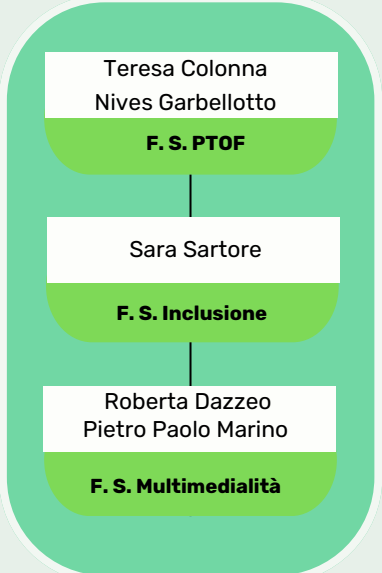 Teresa Colonna
Nives Garbellotto
F. S. PTOF
Sara Sartore
F. S. Inclusione
Roberta Dazzeo
Pietro Paolo Marino
F. S. Multimedialità